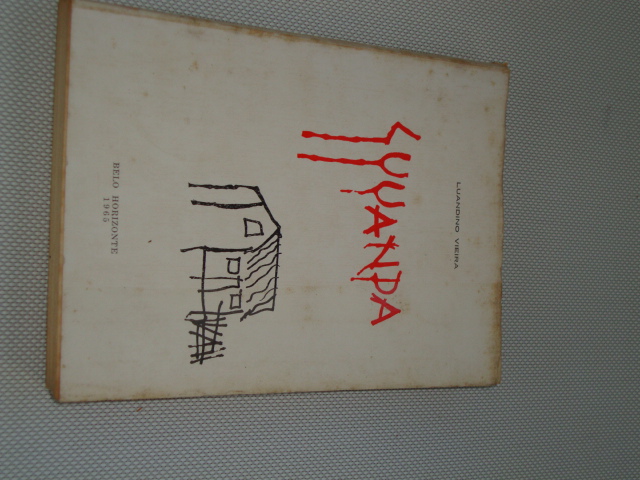 LUANDINO VIEIRA
LUUANDA
BELO HORIZONTE
1965